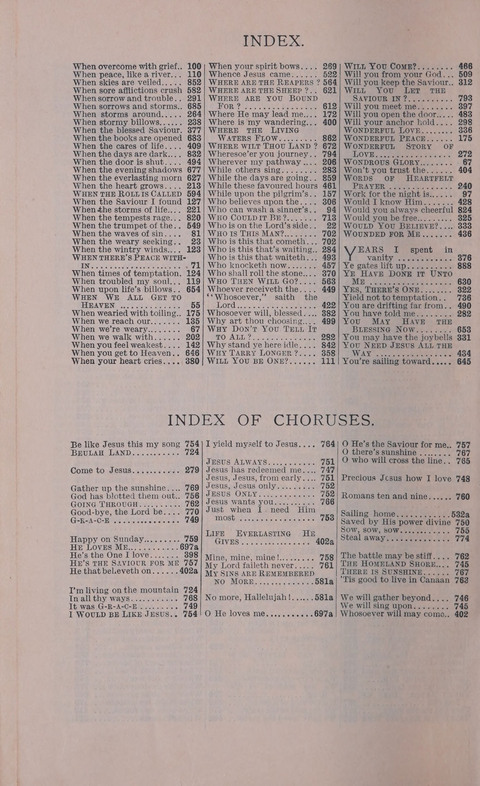 INDEX.
When overcome with grief.. 100
When peace, like a river... 110
When skies are veiled..... 852
When sore afflictions crush 582
When sorrow and trouble.. 291
When sorrows and storms.. 685
When storms around..... 264
When stormy billows..... 238
When the blessed Saviour. 377
When the books are opened 683
When the cares of life.... 409
When the days are dark... 832
When the door is shut.... 494
When the evening shadows 677
When the everlasting morn 627
When the heart grows.... 213
WHEN THE ROLL IS CALLED 594
When the Saviour I found 127
When the storms of life... 221
When the tempests rage... 820
When the trumpet of the.. 549
When the waves of sin.... 81
When the weary seeking.. 23
When the wintry winds... 123
WHEN THERE'S PEACE WITH-
IN..................... 71
When times of temptation. 124
When troubled my soul... 119
When upon life's billows.. 654
WHEN WE ALL GET TO
HEAVEN .............. 55
When wearied with toiling.. 175
When we reach our....... 135
When we're weary....... 67
When we walk with...... 202
When you feel weakest.... 142
When you get to Heaven.. 646
When your heart cries.... 380
When your spirit bows.... 269
Whence Jesus came...... 522
WHERE ARE THE REAPERS ? 564
WHERE ARE THE SHEEP ?.. 621
WHERE ARE YOU BOUND
FOR ? ................ 612
Where He may lead me... 172
Where is my wandering... 400
WHERE THE LIVING
WATERS FLOW......... 862
WHERE WILT THOU LAND ? 672
Whereso'er you journey.. 794
Wherever my pathway.... 206
While others sing........ 283
While the days are going.. 859
While these favoured hours 461
While upon the pilgrim's.. 157
Who believes upon the... 306
Who can wash a sinner's.. 94
WHO COULD IT BE?....... 713
Who is on the Lord's side.. 22
WHO IS THIS MAN?....... 702
Who is this that cometh... 702
Who is this that's waiting.. 284
Who is this that waiteth... 493
Who knocketh now....... 457
Who shall roll the stone... 370
WHO THEN WILL GO?..... 563
Whoever receiveth the.... 449
"Whosoever," saith the
Lord.................. 422
Whosoever will, blessed... 382
Why art thou choosing... 499
WHY DON'T YOU TELL IT
TO ALL ?.............. 282
Why stand ye here idle... 842
WHY TARRY LONGER ?.... 358
WILL YOU BE ONE?...... 111
WILL YOU COME?........ 466
Will you from your God... 509
Will you keep the Saviour.. 312
WILL YOU LET THE
SAVIOUR IN ?........... 793
Will you meet me........ 397
Will you open the door... 483
Will your anchor hold.... 298
WONDERFUL LOVE........ 336
WONDERFUL PEACE...... 175
WONDERFUL STORY OF
LOVE................. 272
WONDROUS GLORY....... 67
Won't you trust the...... 404
WORDS OF HEARTFELT
PRAYER .............. 240
Work for the night is..... 97
Would I know Him...... 428
Would you always cheerful 824
Would you be free....... 325
WOULD YOU BELIEVE?.... 333
WOUNDED FOR ME....... 436
YEARS I spent in
vanity .............. 376
Ye gates lift up........... 888
YE HAVE DONE IT UNTO
ME .................. 630
YES, THERE'S ONE....... 322
Yield not to temptation.. 736
You are drifting far from.. 490
You have told me........ 282
YOU MAY HAVE THE
BLESSING NOW......... 653
You may have the joybells 331
YOU NEED JESUS ALL THE
WAY ................. 434
You're sailing toward..... 645
INDEX OF CHORUSES.
Be like Jesus this my song 754
BEULAH LAND........... 724
Come to Jesus........... 279
Gather up the sunshine.... 769
God has blotted them out.. 756
GOING THROUGH......... 762
Good-bye, the Lord be.... 770
G-R-A-C-E .............. 749
Happy on Sunday........ 759
HE LOVES ME.......... 697a
He's the One I love....... 398
HE'S THE SAVIOUR FOR ME 757
He that believeth on...... 402a
I'm living on the mountain 724
In all thy ways........... 768
It was G-R-A-C-E ......... 749
I WOULD BE LIKE JESUS.. 754
I yield myself to Jesus.... 764
JESUS ALWAYS........... 751
Jesus has redeemed me.... 747
Jesus, Jesus, from early... 751
Jesus, Jesus only......... 752
JESUS ONLY............ 752
Jesus wants you......... 766
Just when I need Him
most ................. 753
LIFE EVERLASTING HE
GIVES ............... 402a
Mine, mine, mine!........ 758
My Lord faileth never..... 761
MY SINS ARE REMEMBERED
NO MORE.............581a
No more, Hallelujah!......581a
O He loves me...........697a
O He's the Saviour for me.. 757
O there's sunshine ........ 767
O who will cross the line.. 765
Precious Jesus how I love 748
Romans ten and nine...... 760
Sailing home............532a
Saved by His power divine 750
Sow, sow, sow........... 755
Steal away.............. 774
The battle may be stiff.... 762
THE HOMELAND SHORE.... 745
THERE IS SUNSHINE...... 767
'Tis good to live in Canaan 763
We will gather beyond.... 746
We will sing upon........ 745
Whosoever will may come.. 402